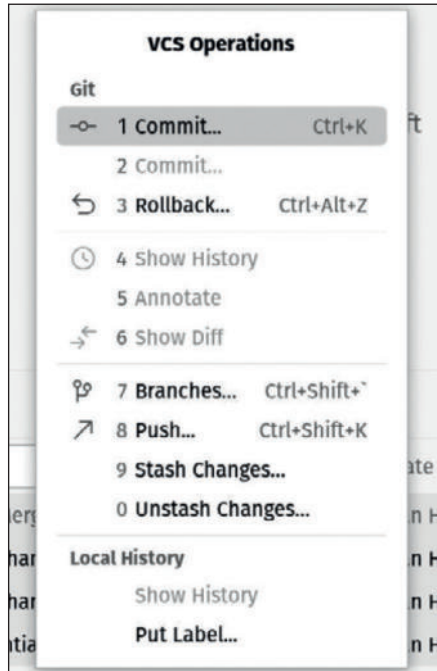 VCS Operations
Git
1 Commit... Ctrl+K
2 Commit...
3 Rollback... Ctrl+Alt+Z
4 Show History
5 Annotate
6 Show Diff
7 Branches... Ctrl+Shift+`
8 Push... Ctrl+Shift+K
9 Stash Changes...
0 Unstash Changes...
Local History
Show History
Put Label...